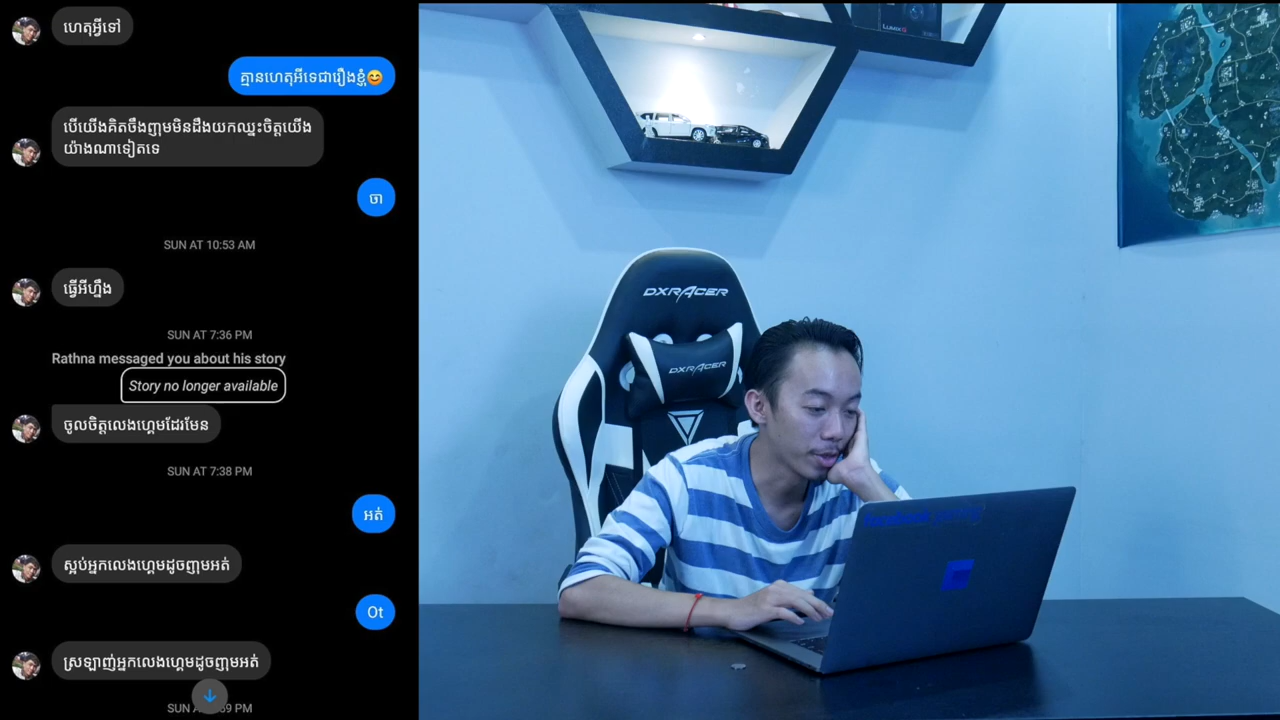 ហេតុអ្វីទៅ
គ្មានហេតុអីទេជារឿងខ្ញុំ😊
បើយើងគិតចឹងញុមមិនដឹងយកឈ្នះចិត្តយើង
យ៉ាងណាទៀតទេ
ចា
SUN AT 10:53 AM
ធ្វើអីហ្នឹង
SUN AT 7:36 PM
Rathna messaged you about his story
Story no longer available
ចូលចិត្តលេងហ្គេមដែរមែន
SUN AT 7:38 PM
អត់
ស្អប់អ្នកលេងហ្គេមដូចញុមអត់
Ot
ស្រឡាញ់អ្នកលេងហ្គេមដូចញុមអត់
SUN
9 PM
LUMIX G
DXRACER
DXRACER
facebook gaming